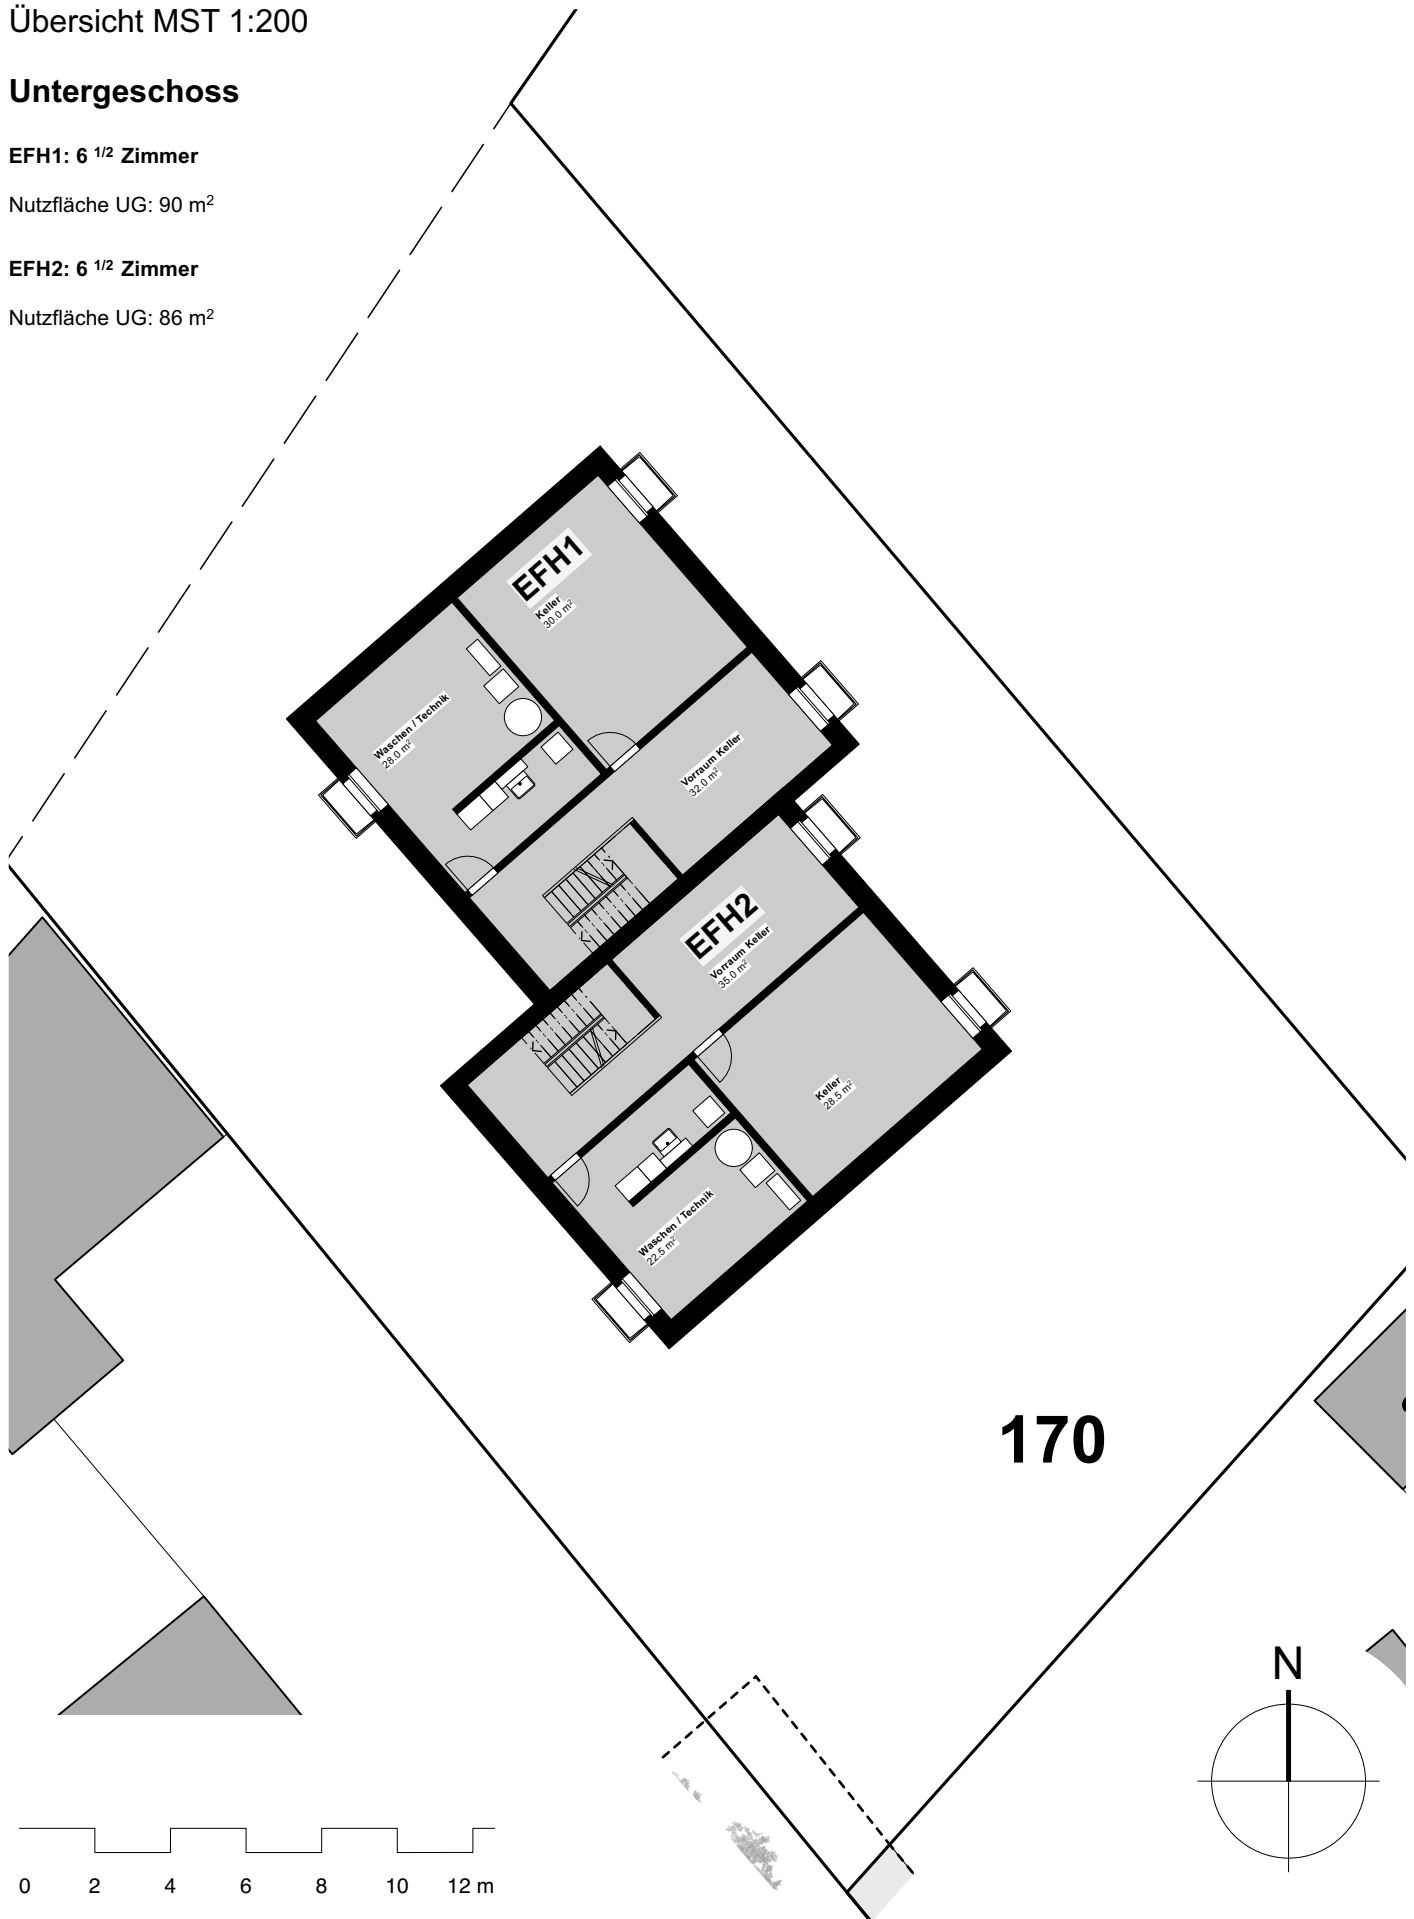 Übersicht MST 1:200
Untergeschoss
EFH1: 6 1/2 Zimmer
Nutzfläche UG: 90 m²
EFH2: 6 1/2 Zimmer
Nutzfläche UG: 86 m²
EFH1
Keller
30.0 m²
Waschen / Technik
28.0 m²
Vorraum Keller
32.0 m²
EFH2
Vorraum Keller
35.0 m²
Keller
28.5 m²
Waschen / Technik
22.5 m²
170
N
0 2 4 6 8 10 12 m